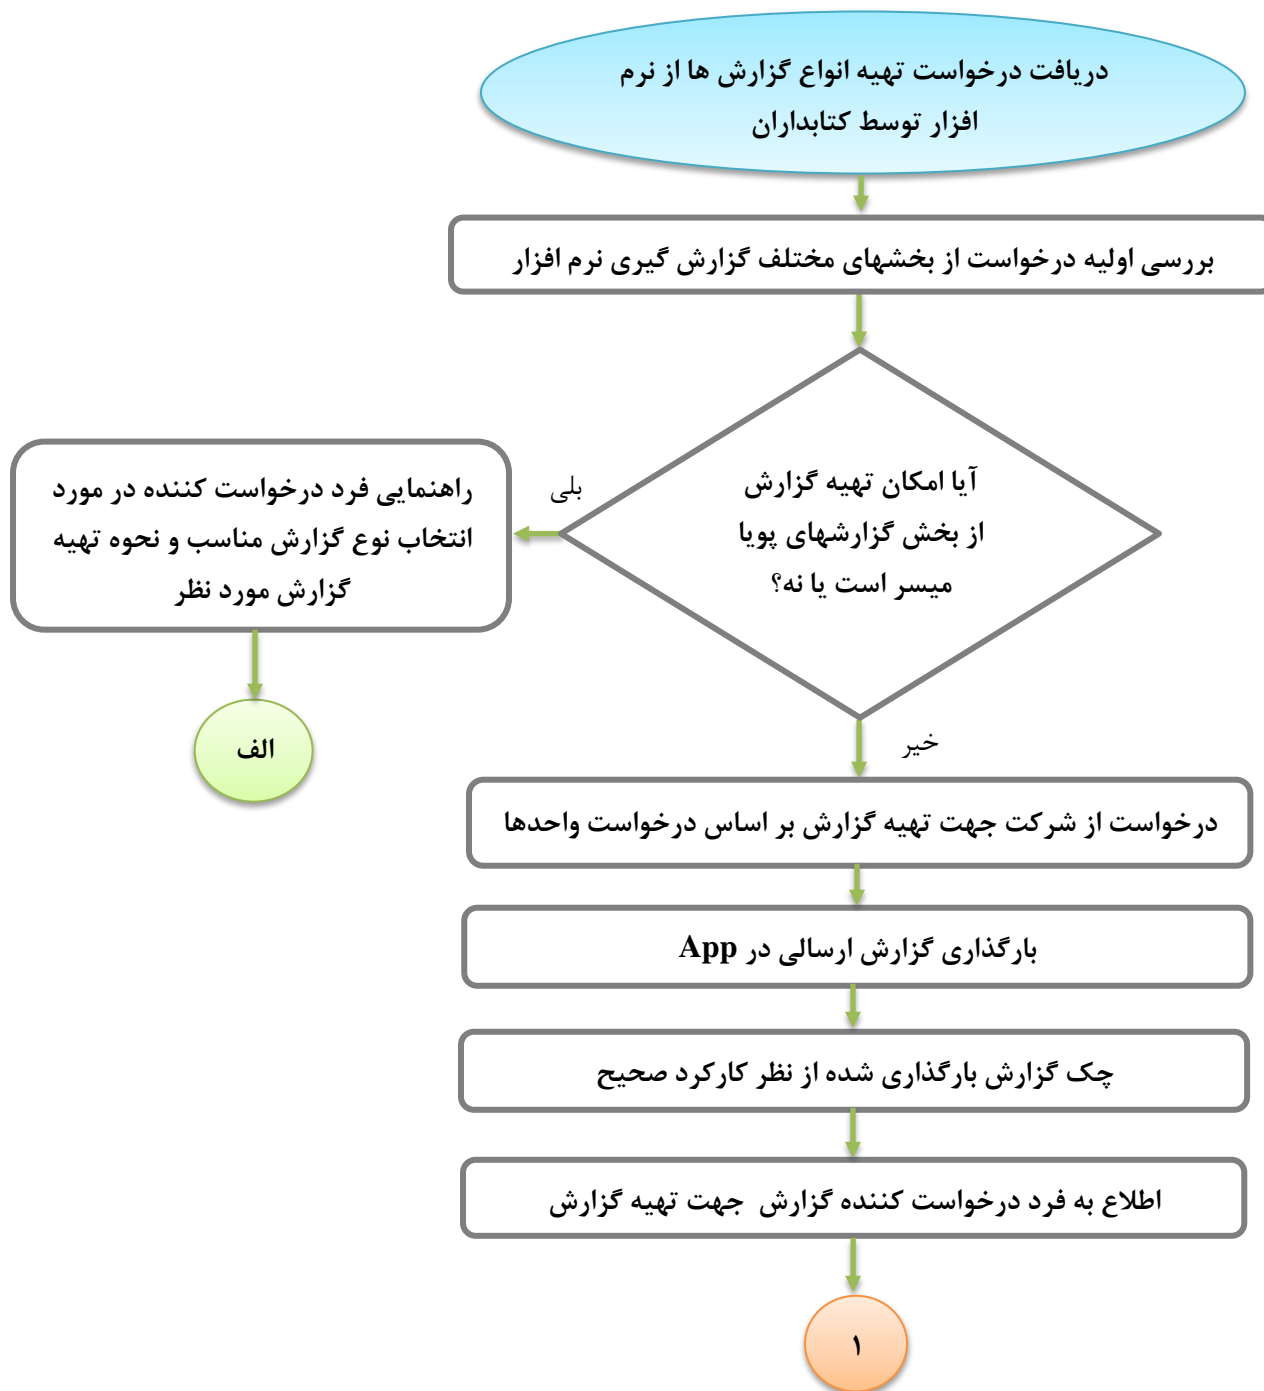 دریافت درخواست تهیه انواع گزارش ها از نرم
افزار توسط کتابداران
بررسی اولیه درخواست از بخشهای مختلف گزارش گیری نرم افزار
آیا امکان تهیه گزارش
از بخش گزارشهای پویا
میسر است یا نه؟
بلی
راهنمایی فرد درخواست کننده در مورد
انتخاب نوع گزارش مناسب و نحوه تهیه
گزارش مورد نظر
الف
خیر
درخواست از شرکت جهت تهیه گزارش بر اساس درخواست واحدها
بارگذاری گزارش ارسالی در App
چک گزارش بارگذاری شده از نظر کارکرد صحیح
اطلاع به فرد درخواست کننده گزارش  جهت تهیه گزارش
۱